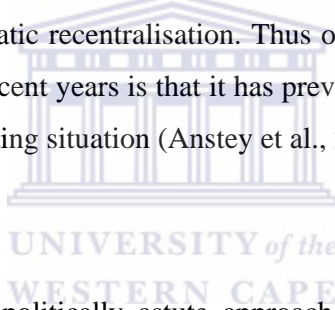 atic recentralisation. Thus o
cent years is that it has prev
ing situation (Anstey et al.,
UNIVERSITY of the
WESTERN CAPE
politically astute approach